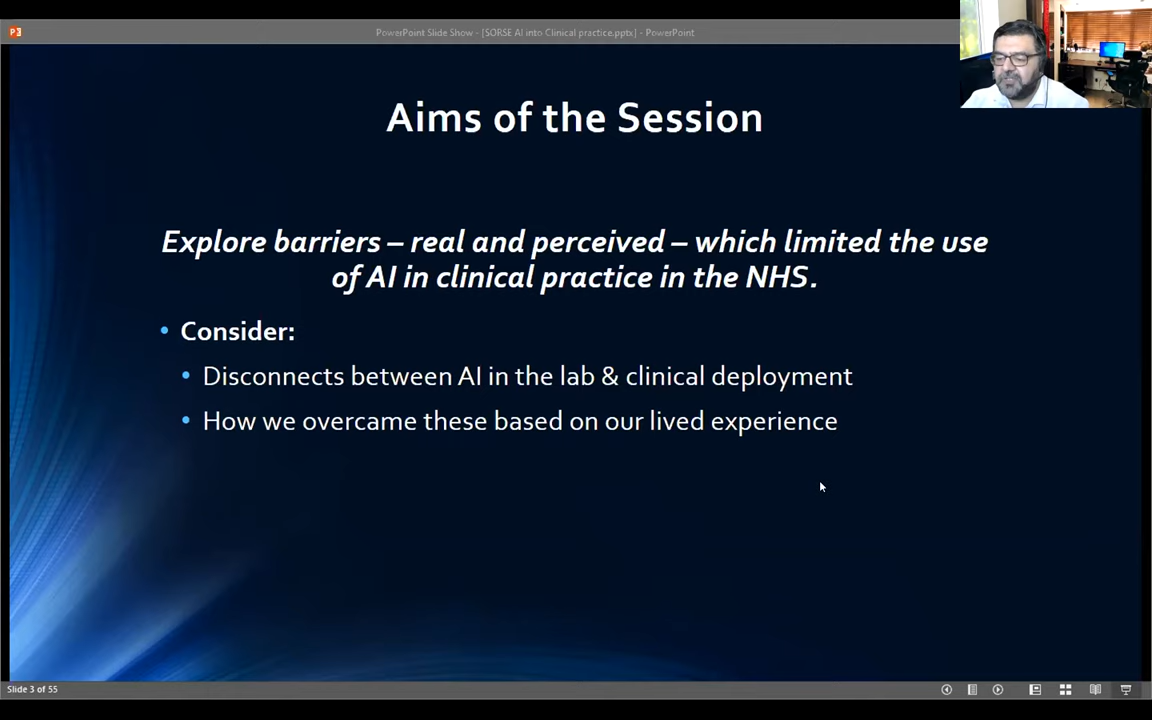 PowerPoint Slide Show - [SORSE AI into Clinical practice.pptx] - PowerPoint
Aims of the Session
Explore barriers – real and perceived – which limited the use
of AI in clinical practice in the NHS.
• Consider:
• Disconnects between AI in the lab & clinical deployment
• How we overcame these based on our lived experience
Slide 3 of 55